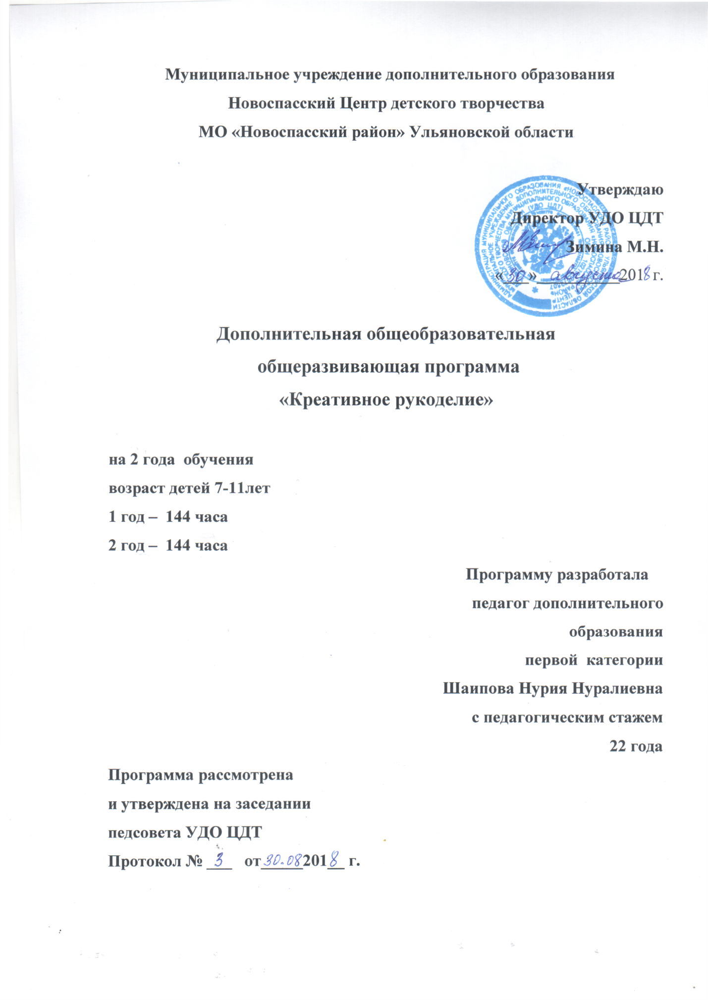 Муниципальное учреждение дополнительного образования
Новоспасский Центр детского творчества
МО «Новоспасский район» Ульяновской области
Утверждаю
Директор УДО ЦДТ
Зимина М.Н.
«30» августа 2018 г.
Дополнительная общеобразовательная
общеразвивающая программа
«Креативное рукоделие»
на 2 года обучения
возраст детей 7-11лет
1 год – 144 часа
2 год – 144 часа
Программу разработала
педагог дополнительного
образования
первой категории
Шаипова Нурия Нуралиевна
с педагогическим стажем
22 года
Программа рассмотрена
и утверждена на заседании
педсовета УДО ЦДТ
Протокол № 3 от 30.08 2018 г.